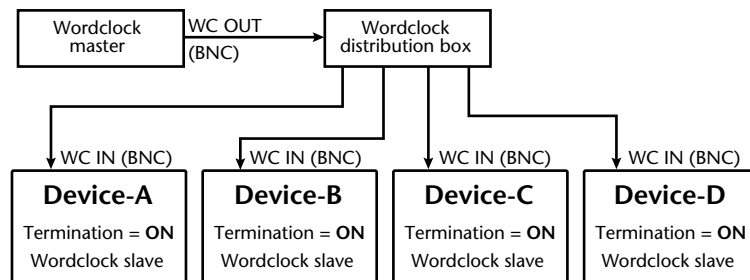 Wordclock
master
WC OUT
(BNC)
Wordclock
distribution box
WC IN (BNC)
WC IN (BNC)
WC IN (BNC)
WC IN (BNC)
Device-A
Termination = ON
Wordclock slave
Device-B
Termination = ON
Wordclock slave
Device-C
Termination = ON
Wordclock slave
Device-D
Termination = ON
Wordclock slave